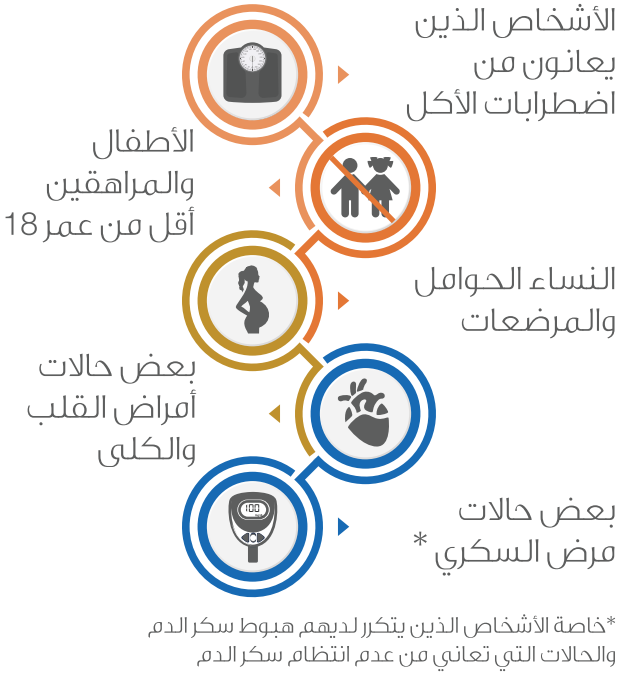 الأشخاص الذين
يعانون من
اضطرابات الأكل
الأطفال
والمراهقين
أقل من عمر 18
النساء الحوامل
والمرضعات
بعض حالات
أمراض القلب
والكلى
100
بعض حالات
مرض السكري *
*خاصة الأشخاص الذين يتكرر لديهم هبوط سكر الدم
والحالات التي تعاني من عدم انتظام سكر الدم